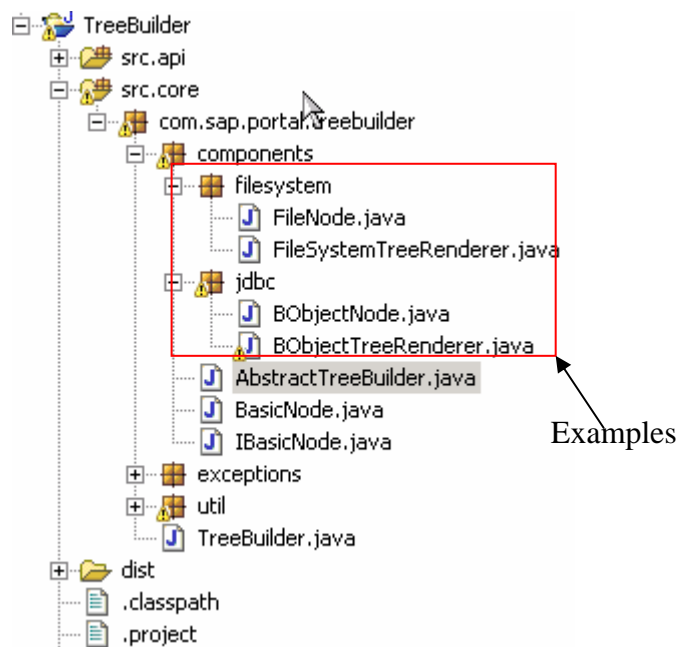 TreeBuilder
src.api
src.core
com.sap.portal.treebuilder
components
filesystem
FileNode.java
FileSystemTreeRenderer.java
jdbc
BObjectNode.java
BObjectTreeRenderer.java
AbstractTreeBuilder.java
BasicNode.java
Examples
IBasicNode.java
exceptions
util
TreeBuilder.java
dist
.classpath
.project